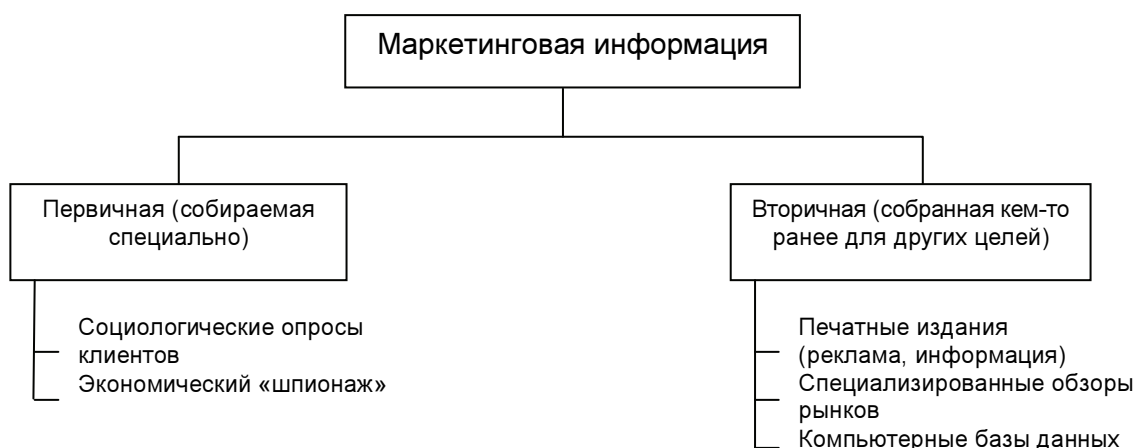 Маркетинговая информация
Первичная (собираемая
специально)
Социологические опросы
клиентов
Экономический «шпионаж»
Вторичная (собранная кем-то
ранее для других целей)
Печатные издания
(реклама, информация)
Специализированные обзоры
рынков
Компьютерные базы данных